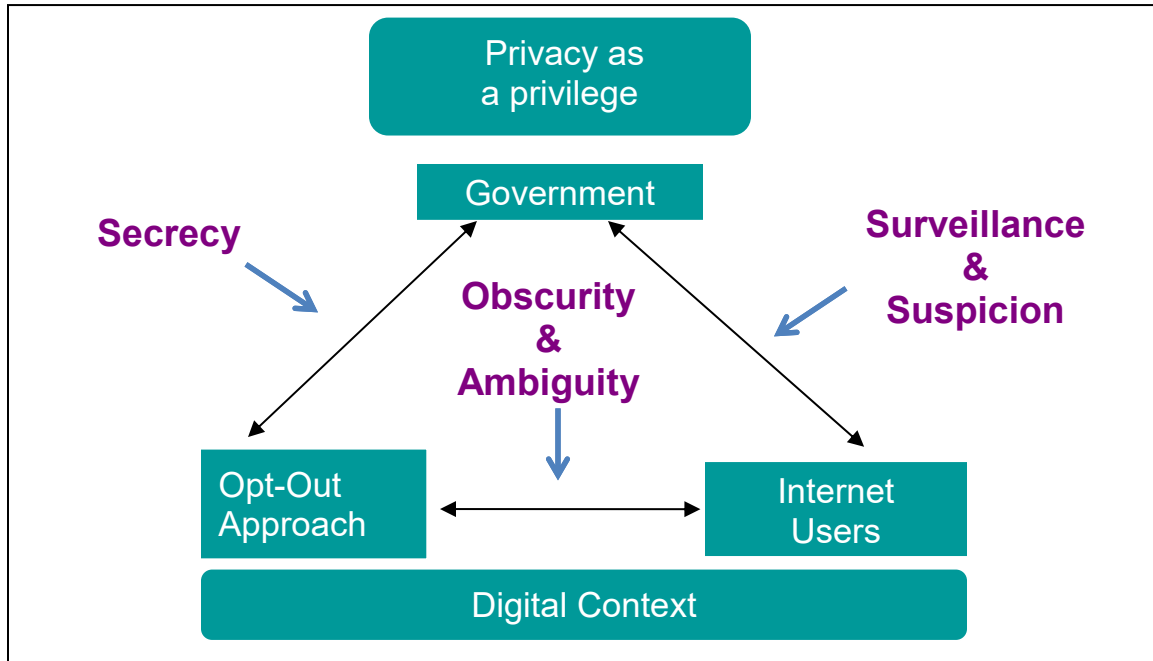 Privacy as
a privilege
Government
Secrecy
Surveillance
&
Suspicion
Obscurity
&
Ambiguity
Opt-Out
Approach
Internet
Users
Digital Context